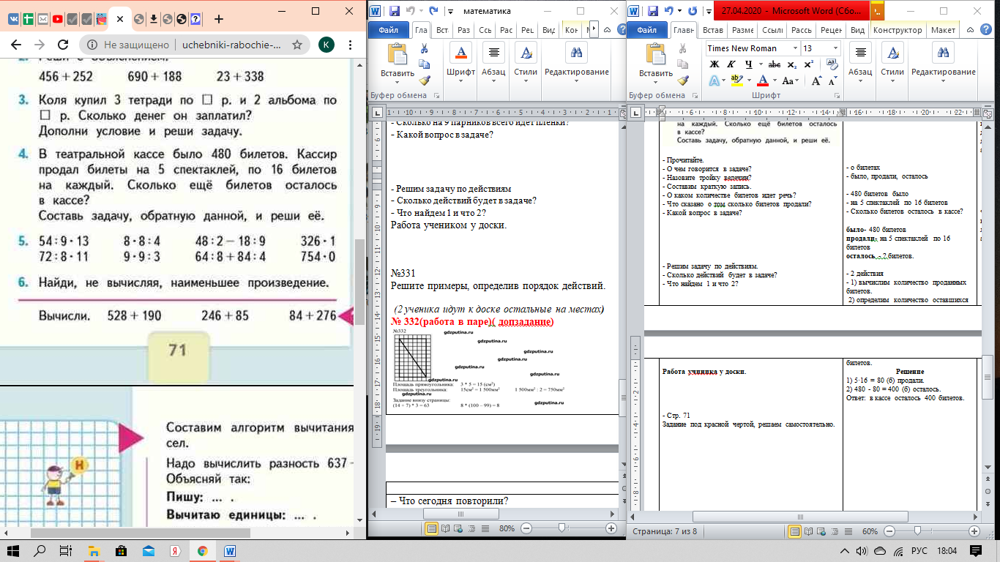 Не защищено
uchebniki-rabochie-...
К
2. Реши с объяснением.
456 + 252 690 + 188 23 + 338
3. Коля купил 3 тетради по □ р. и 2 альбома по
□ р. Сколько денег он заплатил?
Дополни условие и реши задачу.
4. В театральной кассе было 480 билетов. Кассир
продал билеты на 5 спектаклей, по 16 билетов
на каждый. Сколько ещё билетов осталось
в кассе?
Составь задачу, обратную данной, и реши её.
5. 54 : 9 · 13 8 · 8 : 4 48 : 2 − 18 : 9 326 · 1
72 : 8 · 11 9 · 9 : 3 64 : 8 + 84 : 4 754 · 0
6. Найди, не вычисляя, наименьшее произведение.
Вычисли. 528 + 190 246 + 85 84 + 276
71
Н
Составим алгоритм вычитания
сел.
Надо вычислить разность 637 -
Объясняй так:
Пишу: ... .
Вычитаю единицы: ... .
математика
Файл Гла Вст Раз Ссы Рас Рец Вид Кон М
Вставить Шрифт Абзац Стили Редактирование
Буфер обмена
- Сколько на 9 парников всего идет пленки?
- Какой вопрос в задаче?
- Решим задачу по действиям
- Сколько действий будет в задаче?
- Что найдем 1 и что 2?
Работа учеником у доски.
№331
Решите примеры, определив порядок действий.
(2 ученика идут к доске остальные на местах)
№ 332(работа в паре)( допзадание)
№332
gdzputina.ru
gdzputina.ru
gdzputina.ru
gdzputina.ru
gdzputina.ru
gdzputina.ru
Площадь прямоугольника: 3 * 5 = 15 (см²)
Площадь треугольника: 15см² = 1 500мм² 1 500мм² : 2 = 750мм²
gdzputina.ru
Задание внизу страницы:
gdzputina.ru
(14 + 7) * 3 = 63 8 * (100 – 99) = 8
– Что сегодня повторили?
80%
27.04.2020 - Microsoft Word (Сбо...
Файл Главн Встав Разме Ссылк Рассы Рецен Вид Конструктор Макет
Times New Roman 13
Вставить Ж К Ч abc x₂ x² Абзац Стили Редактирование
Aa
Буфер обмена Шрифт
на каждый. Сколько ещё билетов осталось
в кассе?
Составь задачу, обратную данной, и реши её.
- Прочитайте.
- О чем говорится в задаче?
- Назовите тройку ведечин?
- Составим краткую запись.
- О каком количестве билетов идет речь?
- Что сказано о том сколько билетов продали?
- Какой вопрос в задаче?
- Решим задачу по действиям.
- Сколько действий будет в задаче?
- Что найдем 1 и что 2?
- о билетах
- было, продали, осталось
- 480 билетов было
- на 5 спектаклей по 16 билетов
- Сколько билетов осталось в кассе?
было- 480 билетов
продали- на 5 спектаклей по 16
билетов
осталось - ? билетов.
- 2 действия
- 1) вычислим количество проданных
билетов.
2) определим количество оставшихся
билетов.
Работа ученика у доски.
- Стр. 71
Задание под красной чертой, решаем самостоятельно.
Решение
1) 5·16 = 80 (б) продали.
2) 480 - 80 = 400 (б) осталось.
Ответ: в кассе осталось 400 билетов.
Страница: 7 из 8
60%
РУС 18:04